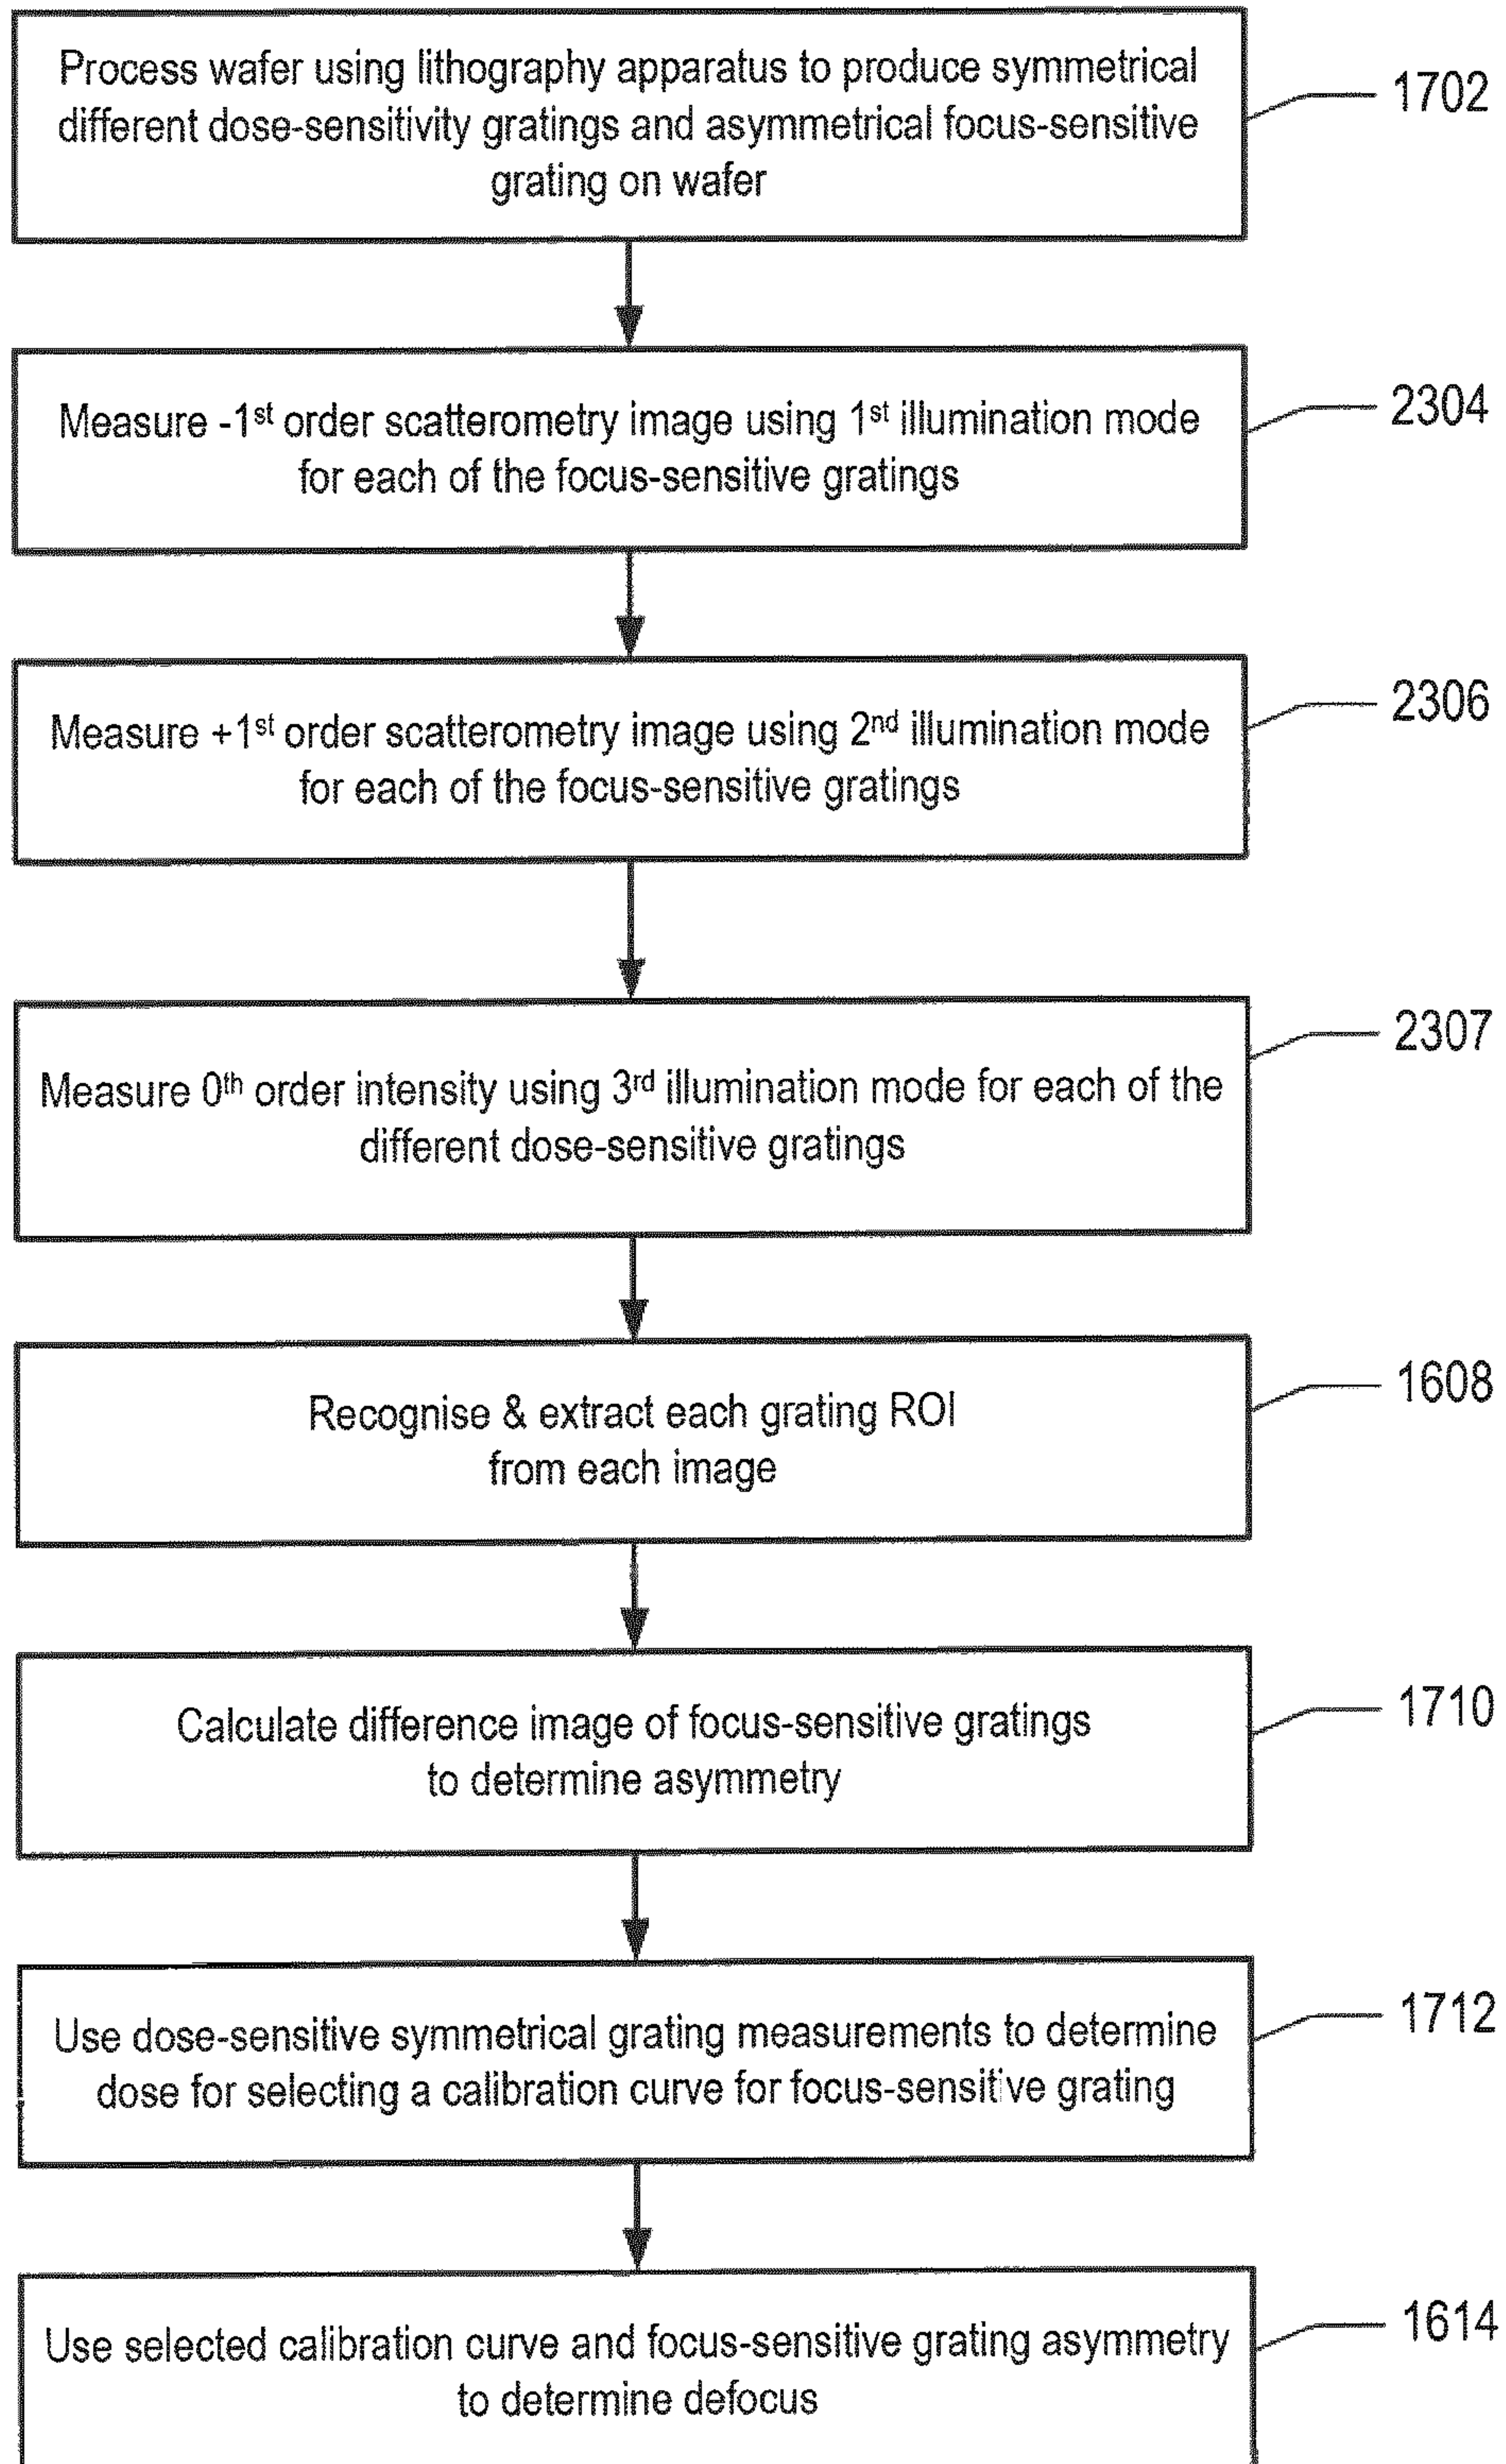 Process wafer using lithography apparatus to produce symmetrical
different dose-sensitivity gratings and asymmetrical focus-sensitive
grating on wafer
1702
Measure -1st order scatterometry image using 1st illumination mode
for each of the focus-sensitive gratings
2304
Measure +1st order scatterometry image using 2nd illumination mode
for each of the focus-sensitive gratings
2306
Measure 0th order intensity using 3rd illumination mode for each of the
different dose-sensitive gratings
2307
Recognise & extract each grating ROI
from each image
1608
Calculate difference image of focus-sensitive gratings
to determine asymmetry
1710
Use dose-sensitive symmetrical grating measurements to determine
dose for selecting a calibration curve for focus-sensitive grating
1712
Use selected calibration curve and focus-sensitive grating asymmetry
to determine defocus
1614